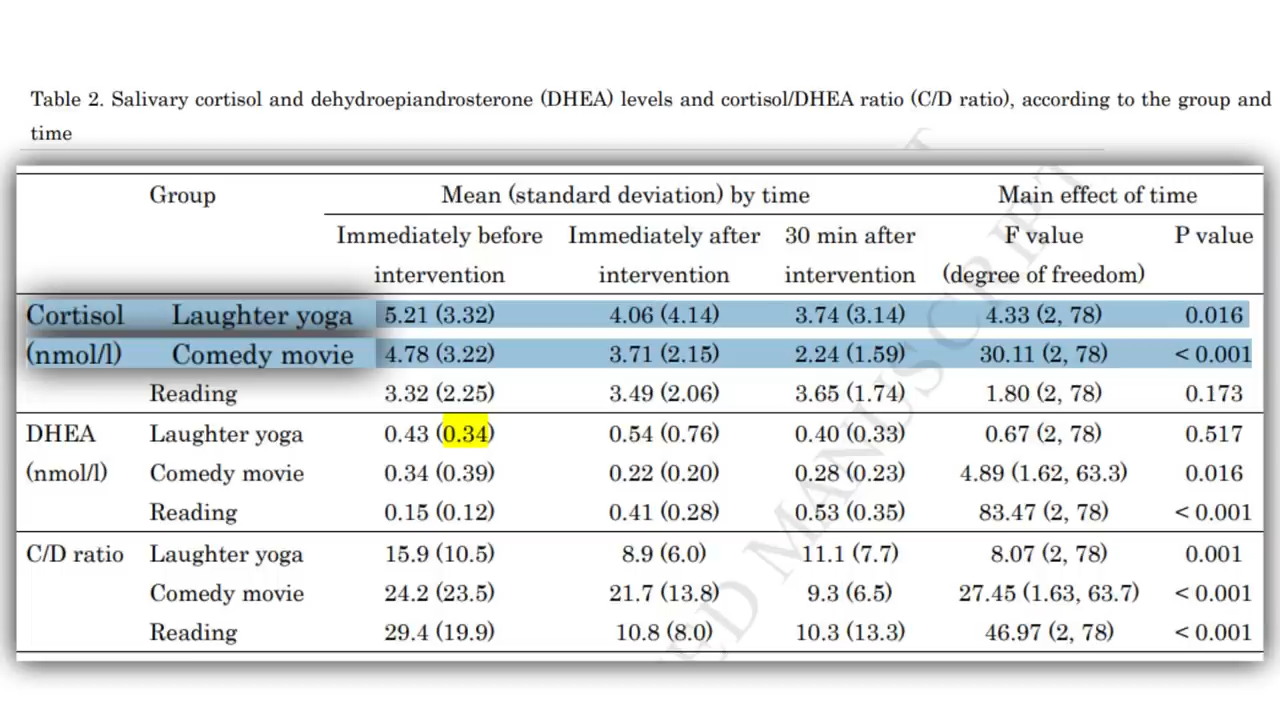 Table 2. Salivary cortisol and dehydroepiandrosterone (DHEA) levels and cortisol/DHEA ratio (C/D ratio), according to the group and
time
Group Mean (standard deviation) by time Main effect of time
Immediately before Immediately after 30 min after F value P value
intervention intervention intervention (degree of freedom)
Cortisol Laughter yoga 5.21 (3.32) 4.06 (4.14) 3.74 (3.14) 4.33 (2, 78) 0.016
(nmol/l) Comedy movie 4.78 (3.22) 3.71 (2.15) 2.24 (1.59) 30.11 (2, 78) < 0.001
Reading 3.32 (2.25) 3.49 (2.06) 3.65 (1.74) 1.80 (2, 78) 0.173
DHEA Laughter yoga 0.43 (0.34) 0.54 (0.76) 0.40 (0.33) 0.67 (2, 78) 0.517
(nmol/l) Comedy movie 0.34 (0.39) 0.22 (0.20) 0.28 (0.23) 4.89 (1.62, 63.3) 0.016
Reading 0.15 (0.12) 0.41 (0.28) 0.53 (0.35) 83.47 (2, 78) < 0.001
C/D ratio Laughter yoga 15.9 (10.5) 8.9 (6.0) 11.1 (7.7) 8.07 (2, 78) 0.001
Comedy movie 24.2 (23.5) 21.7 (13.8) 9.3 (6.5) 27.45 (1.63, 63.7) < 0.001
Reading 29.4 (19.9) 10.8 (8.0) 10.3 (13.3) 46.97 (2, 78) < 0.001
MANUSCRIPT